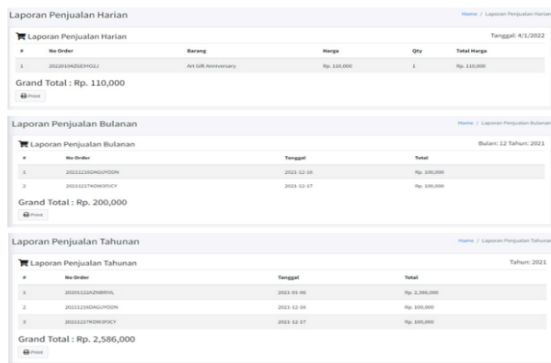 Laporan Penjualan Harian
Home / Laporan Penjualan Harian
Laporan Penjualan Harian
Tanggal: 4/1/2022
# No Order Barang Harga Qty Total Harga
1 Art Gift Anniversary Rp. 110,000 1 Rp. 110,000
Grand Total : Rp. 110,000
Print
Laporan Penjualan Bulanan
Home / Laporan Penjualan Bulanan
Laporan Penjualan Bulanan
Bulan: 12 Tahun: 2021
# No Order Tanggal Total
1 2021-12-16 Rp. 100,000
2 2021-12-17 Rp. 100,000
Grand Total : Rp. 200,000
Print
Laporan Penjualan Tahunan
Home / Laporan Penjualan Tahunan
Laporan Penjualan Tahunan
Tahun: 2021
# No Order Tanggal Total
1 Rp. 2,386,000
2 2021-12-16 Rp. 100,000
3 2021-12-17 Rp. 100,000
Grand Total : Rp. 2,586,000
Print